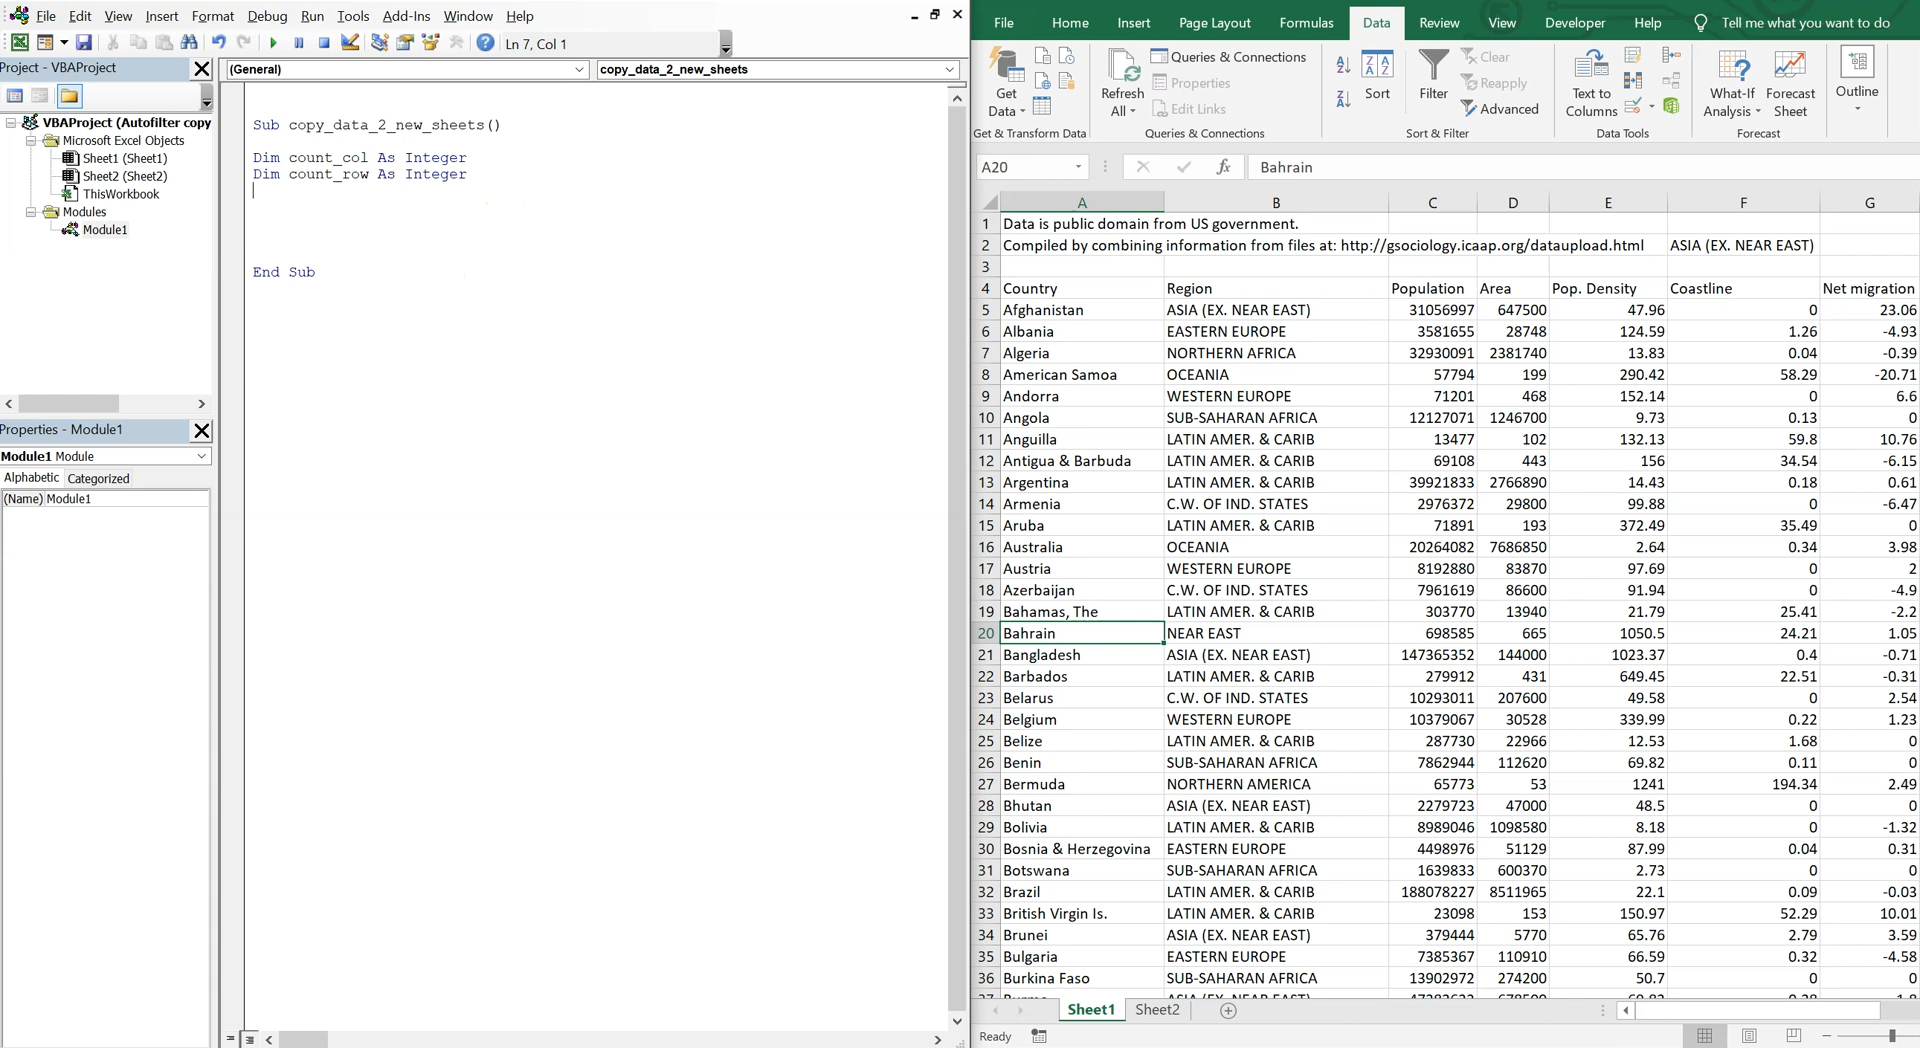 File Edit View Insert Format Debug Run Tools Add-Ins Window Help
Ln 7, Col 1
Project - VBAProject
VBAProject (Autofilter copy
Microsoft Excel Objects
Sheet1 (Sheet1)
Sheet2 (Sheet2)
ThisWorkbook
Modules
Module1
Properties - Module1
Module1 Module
Alphabetic Categorized
(Name) Module1
(General) copy_data_2_new_sheets
Sub copy_data_2_new_sheets()
Dim count_col As Integer
Dim count_row As Integer
End Sub
File Home Insert Page Layout Formulas Data Review View Developer Help Tell me what you want to do
Get Data
Get & Transform Data
Refresh All
Queries & Connections
Properties
Edit Links
Queries & Connections
Sort
Filter
Clear
Reapply
Advanced
Sort & Filter
Text to Columns
Data Tools
What-If Analysis
Forecast Sheet
Forecast
Outline
A20 fx Bahrain
A B C D E F G
1 Data is public domain from US government.
2 Compiled by combining information from files at: http://gsociology.icaap.org/dataupload.html ASIA (EX. NEAR EAST)
3
4 Country Region Population Area Pop. Density Coastline Net migration
5 Afghanistan ASIA (EX. NEAR EAST) 31056997 647500 47.96 0 23.06
6 Albania EASTERN EUROPE 3581655 28748 124.59 1.26 -4.93
7 Algeria NORTHERN AFRICA 32930091 2381740 13.83 0.04 -0.39
8 American Samoa OCEANIA 57794 199 290.42 58.29 -20.71
9 Andorra WESTERN EUROPE 71201 468 152.14 0 6.6
10 Angola SUB-SAHARAN AFRICA 12127071 1246700 9.73 0.13 0
11 Anguilla LATIN AMER. & CARIB 13477 102 132.13 59.8 10.76
12 Antigua & Barbuda LATIN AMER. & CARIB 69108 443 156 34.54 -6.15
13 Argentina LATIN AMER. & CARIB 39921833 2766890 14.43 0.18 0.61
14 Armenia C.W. OF IND. STATES 2976372 29800 99.88 0 -6.47
15 Aruba LATIN AMER. & CARIB 71891 193 372.49 35.49 0
16 Australia OCEANIA 20264082 7686850 2.64 0.34 3.98
17 Austria WESTERN EUROPE 8192880 83870 97.69 0 2
18 Azerbaijan C.W. OF IND. STATES 7961619 86600 91.94 0 -4.9
19 Bahamas, The LATIN AMER. & CARIB 303770 13940 21.79 25.41 -2.2
20 Bahrain NEAR EAST 698585 665 1050.5 24.21 1.05
21 Bangladesh ASIA (EX. NEAR EAST) 147365352 144000 1023.37 0.4 -0.71
22 Barbados LATIN AMER. & CARIB 279912 431 649.45 22.51 -0.31
23 Belarus C.W. OF IND. STATES 10293011 207600 49.58 0 2.54
24 Belgium WESTERN EUROPE 10379067 30528 339.99 0.22 1.23
25 Belize LATIN AMER. & CARIB 287730 22966 12.53 1.68 0
26 Benin SUB-SAHARAN AFRICA 7862944 112620 69.82 0.11 0
27 Bermuda NORTHERN AMERICA 65773 53 1241 194.34 2.49
28 Bhutan ASIA (EX. NEAR EAST) 2279723 47000 48.5 0 0
29 Bolivia LATIN AMER. & CARIB 8989046 1098580 8.18 0 -1.32
30 Bosnia & Herzegovina EASTERN EUROPE 4498976 51129 87.99 0.04 0.31
31 Botswana SUB-SAHARAN AFRICA 1639833 600370 2.73 0 0
32 Brazil LATIN AMER. & CARIB 188078227 8511965 22.1 0.09 -0.03
33 British Virgin Is. LATIN AMER. & CARIB 23098 153 150.97 52.29 10.01
34 Brunei ASIA (EX. NEAR EAST) 379444 5770 65.76 2.79 3.59
35 Bulgaria EASTERN EUROPE 7385367 110910 66.59 0.32 -4.58
36 Burkina Faso SUB-SAHARAN AFRICA 13902972 274200 50.7 0 0
Sheet1 Sheet2
Ready